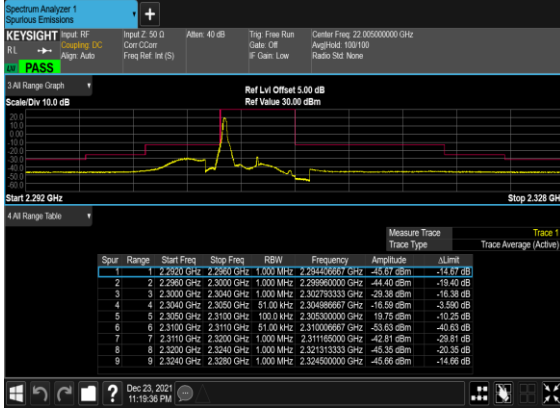 Spectrum Analyzer 1
Spurious Emissions
+
KEYSIGHT Input: RF Input Z: 50 Ω Atten: 40 dB Trig: Free Run Center Freq: 22.005000000 GHz
RL Coupling: DC Corr CCorr Gate: Off Avg|Hold: 100/100
Align: Auto Freq Ref: Int (S) IF Gain: Low Radio Std: None
PASS
3 All Range Graph
Ref Lvl Offset 5.00 dB
Scale/Div 10.0 dB Ref Value 30.00 dBm
20.0
10.0
0.00
-10.0
-20.0
-30.0
-40.0
-50.0
-60.0
Start 2.292 GHz Stop 2.328 GH
4 All Range Table
Measure Trace Trace 1
Trace Type Trace Average (Active)
Spur Range Start Freq Stop Freq RBW Frequency Amplitude ΔLimit
1 1 2.2920 GHz 2.2960 GHz 1.000 MHz 2.294406667 GHz -45.67 dBm -14.67 dB
2 2 2.2960 GHz 2.3000 GHz 1.000 MHz 2.299960000 GHz -44.40 dBm -19.40 dB
3 3 2.3000 GHz 2.3040 GHz 1.000 MHz 2.302793333 GHz -29.38 dBm -16.38 dB
4 4 2.3040 GHz 2.3050 GHz 51.00 kHz 2.304986667 GHz -16.59 dBm -3.590 dB
5 5 2.3050 GHz 2.3100 GHz 100.0 kHz 2.305300000 GHz 19.75 dBm -10.25 dB
6 6 2.3100 GHz 2.3110 GHz 51.00 kHz 2.310006667 GHz -53.63 dBm -40.63 dB
7 7 2.3110 GHz 2.3200 GHz 1.000 MHz 2.311165000 GHz -42.81 dBm -29.81 dB
8 8 2.3200 GHz 2.3240 GHz 1.000 MHz 2.321313333 GHz -45.35 dBm -20.35 dB
9 9 2.3240 GHz 2.3280 GHz 1.000 MHz 2.324500000 GHz -45.66 dBm -14.66 dB
? Dec 23, 2021
11:19:36 PM